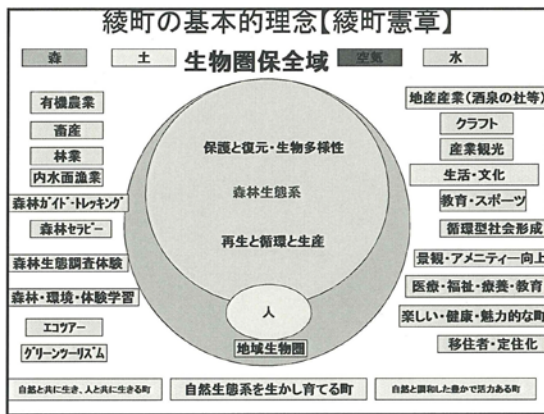 綾町の基本的理念【綾町憲章】
森
土
生物圏保全域
空気
水
有機農業
畜産
林業
内水面漁業
森林ガイド・トレッキング
森林セラピー
森林生態調査体験
森林・環境・体験学習
エコツアー
グリーンツーリズム
保護と復元・生物多様性
森林生態系
再生と循環と生産
人
地域生物圏
地産産業(酒泉の杜等)
クラフト
産業観光
生活・文化
教育・スポーツ
循環型社会形成
景観・アメニティー向上
医療・福祉・療養・教育
楽しい・健康・魅力的な町
移住者・定住化
自然と共に生き、人と共に生きる町
自然生態系を生かし育てる町
自然と調和した豊かで活力ある町